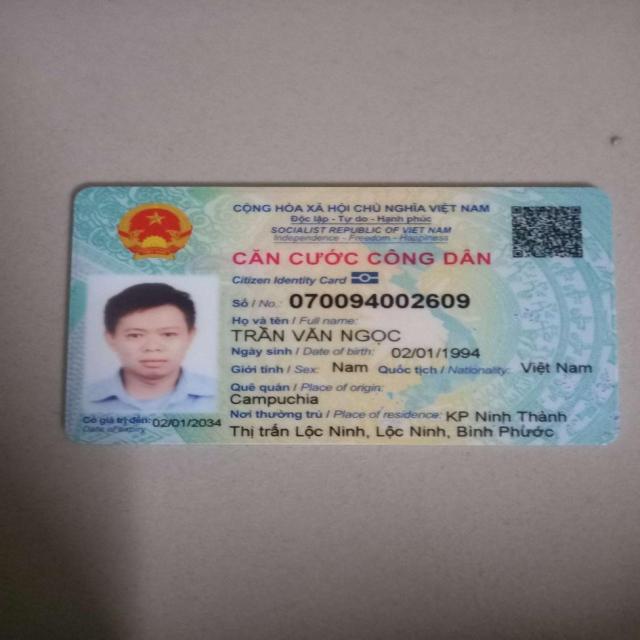 CỘNG HÒA XÃ HỘI CHỦ NGHĨA VIỆT NAM
Độc lập - Tự do - Hạnh phúc
SOCIALIST REPUBLIC OF VIET NAM
Independence - Freedom - Happiness
CĂN CƯỚC CÔNG DÂN
Citizen Identity Card
Số / No.: 070094002609
Họ và tên / Full name:
TRẦN VĂN NGỌC
Ngày sinh / Date of birth: 02/01/1994
Giới tính / Sex: Nam Quốc tịch / Nationality: Việt Nam
Quê quán / Place of origin:
Campuchia
Nơi thường trú / Place of residence: KP Ninh Thành
Thị trấn Lộc Ninh, Lộc Ninh, Bình Phước
Có giá trị đến: 02/01/2034
Date of expiry